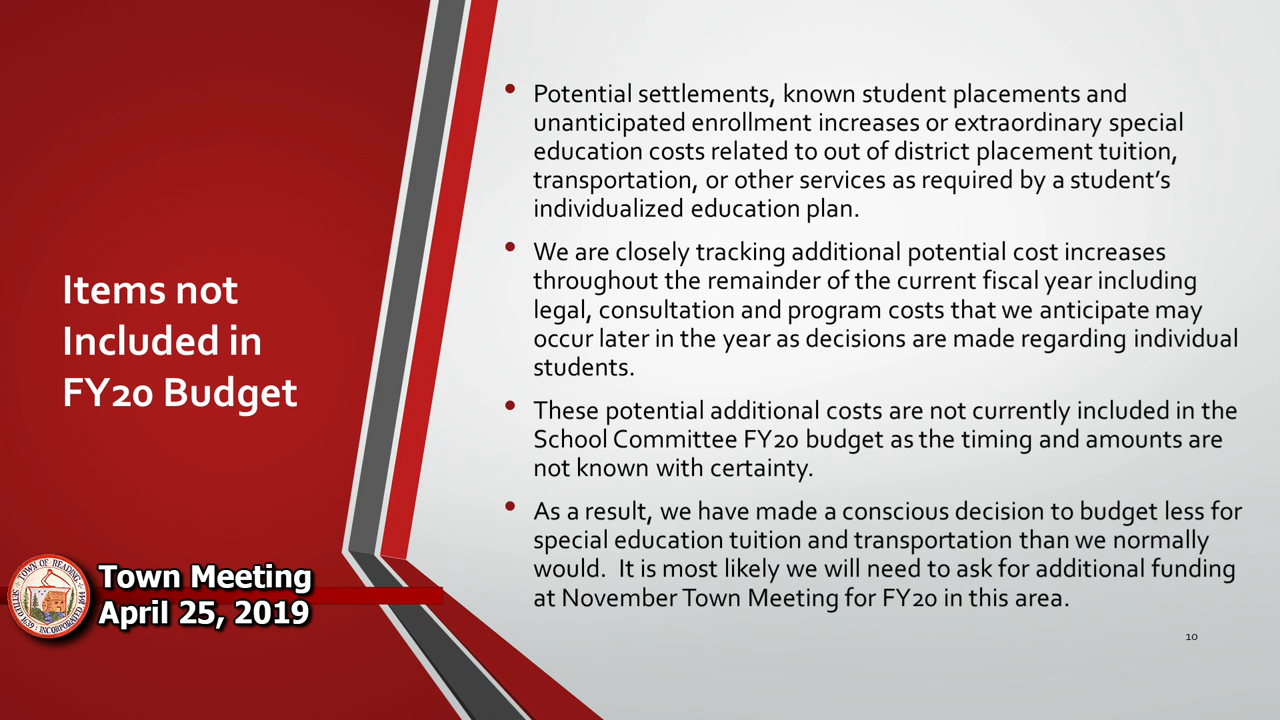 Items not
Included in
FY20 Budget
• Potential settlements, known student placements and
unanticipated enrollment increases or extraordinary special
education costs related to out of district placement tuition,
transportation, or other services as required by a student’s
individualized education plan.
• We are closely tracking additional potential cost increases
throughout the remainder of the current fiscal year including
legal, consultation and program costs that we anticipate may
occur later in the year as decisions are made regarding individual
students.
• These potential additional costs are not currently included in the
School Committee FY20 budget as the timing and amounts are
not known with certainty.
• As a result, we have made a conscious decision to budget less for
special education tuition and transportation than we normally
would.  It is most likely we will need to ask for additional funding
at November Town Meeting for FY20 in this area.
10
TOWN OF READING
SETTLED 1639 · INCORPORATED 1644
Town Meeting
April 25, 2019